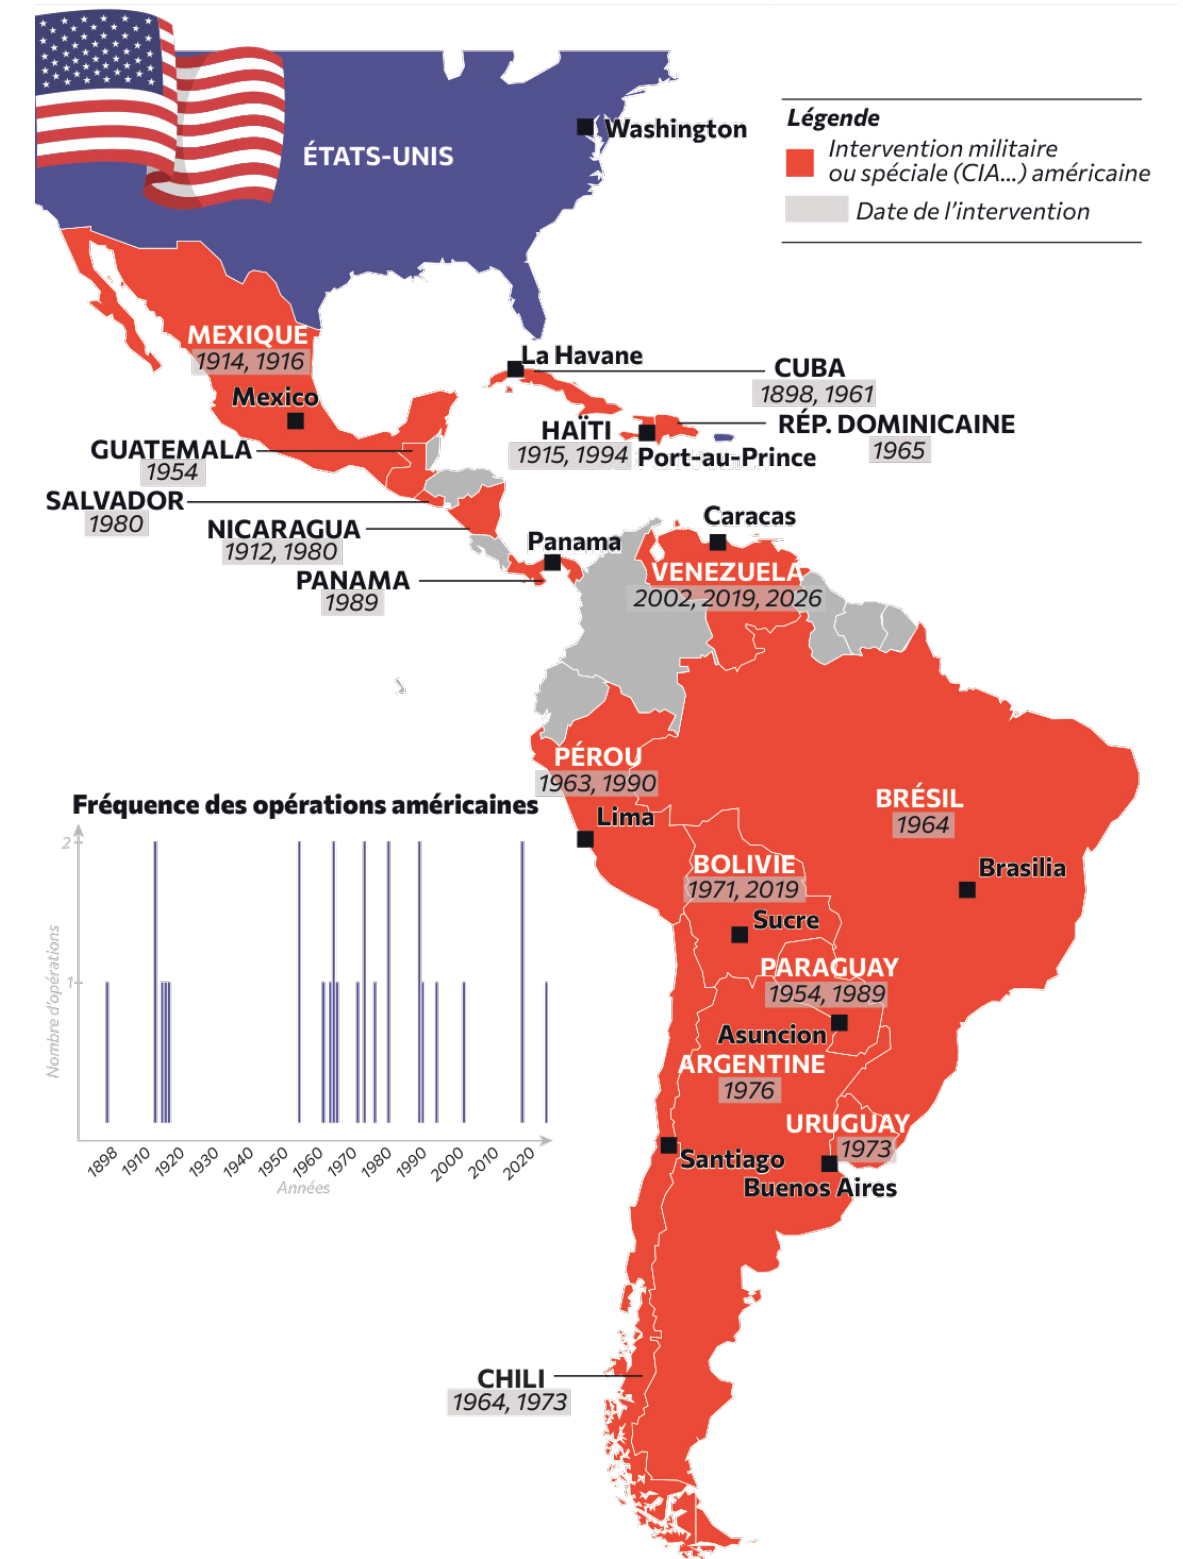 Washington
ÉTATS-UNIS
Légende
Intervention militaire
ou spéciale (CIA...) américaine
Date de l'intervention
MEXIQUE
1914, 1916
Mexico
La Havane
CUBA
1898, 1961
HAÏTI
1915, 1994
Port-au-Prince
RÉP. DOMINICAINE
1965
GUATEMALA
1954
SALVADOR
1980
NICARAGUA
1912, 1980
Panama
PANAMA
1989
Caracas
VENEZUELA
2002, 2019, 2026
PÉROU
1963, 1990
Lima
BRÉSIL
1964
Brasilia
BOLIVIE
1971, 2019
Sucre
PARAGUAY
1954, 1989
Asuncion
ARGENTINE
1976
URUGUAY
1973
Santiago
Buenos Aires
CHILI
1964, 1973
Fréquence des opérations américaines
2
1
Nombre d'opérations
1898
1910
1920
1930
1940
1950
1960
1970
1980
1990
2000
2010
2020
Années